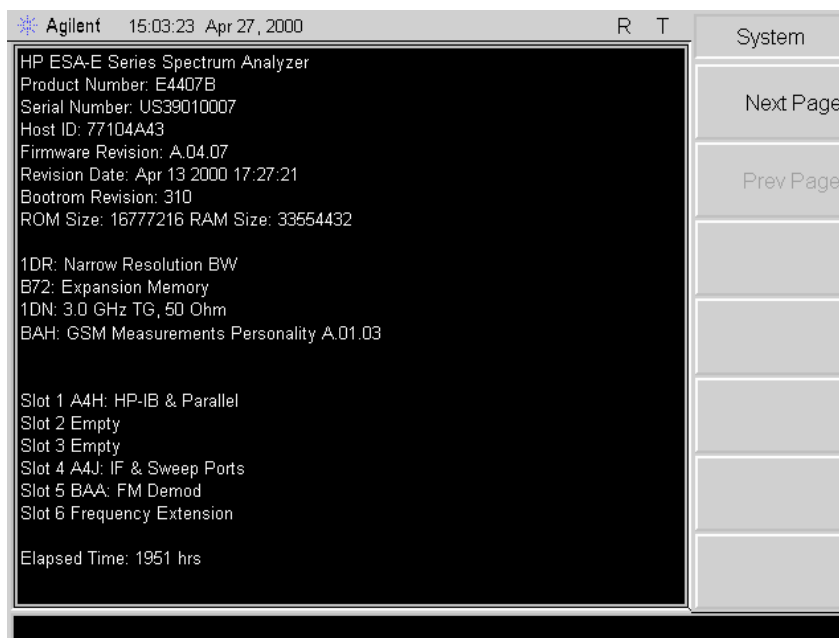 Agilent 15:03:23 Apr 27, 2000 R T
System
HP ESA-E Series Spectrum Analyzer
Product Number: E4407B
Serial Number: US39010007
Host ID: 77104A43
Firmware Revision: A.04.07
Revision Date: Apr 13 2000 17:27:21
Bootrom Revision: 310
ROM Size: 16777216 RAM Size: 33554432
1DR: Narrow Resolution BW
B72: Expansion Memory
1DN: 3.0 GHz TG, 50 Ohm
BAH: GSM Measurements Personality A.01.03
Slot 1 A4H: HP-IB & Parallel
Slot 2 Empty
Slot 3 Empty
Slot 4 A4J: IF & Sweep Ports
Slot 5 BAA: FM Demod
Slot 6 Frequency Extension
Elapsed Time: 1951 hrs
Next Page
Prev Page